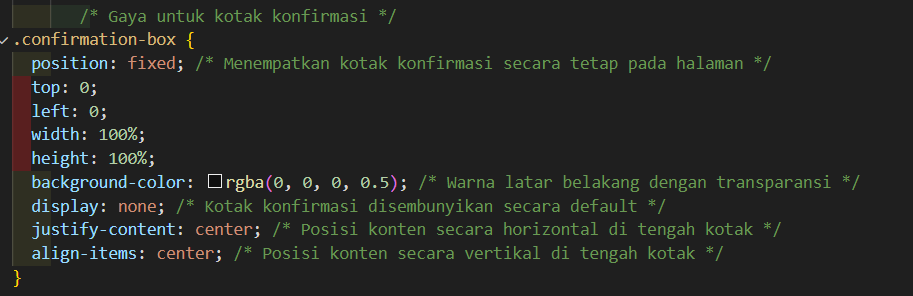 /* Gaya untuk kotak konfirmasi */
.confirmation-box {
position: fixed; /* Menempatkan kotak konfirmasi secara tetap pada halaman */
top: 0;
left: 0;
width: 100%;
height: 100%;
background-color: rgba(0, 0, 0, 0.5); /* Warna latar belakang dengan transparansi */
display: none; /* Kotak konfirmasi disembunyikan secara default */
justify-content: center; /* Posisi konten secara horizontal di tengah kotak */
align-items: center; /* Posisi konten secara vertikal di tengah kotak */
}